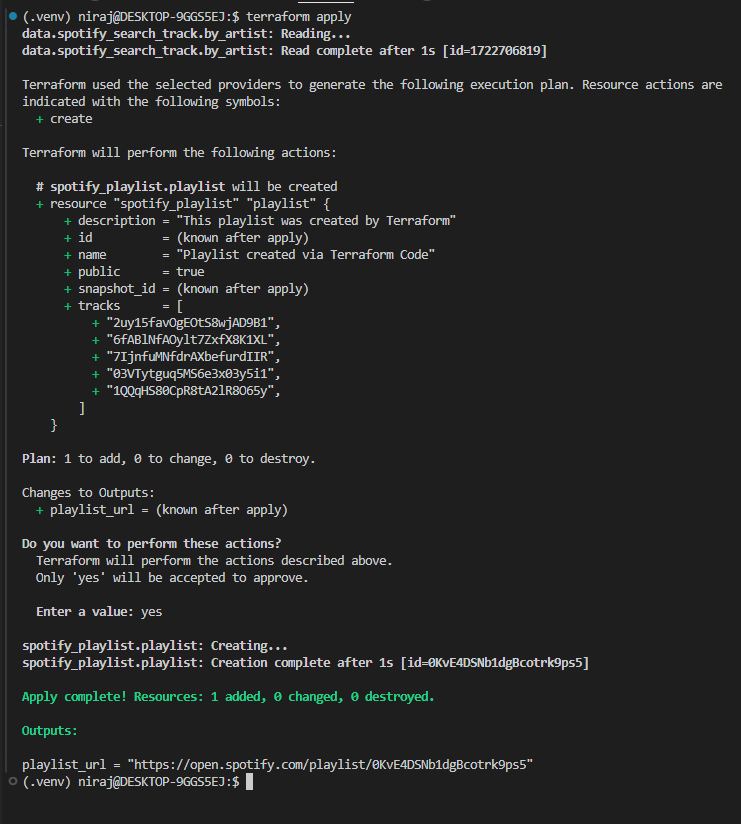 (.venv) niraj@DESKTOP-9GGS5EJ:$ terraform apply
data.spotify_search_track.by_artist: Reading...
data.spotify_search_track.by_artist: Read complete after 1s [id=1722706819]
Terraform used the selected providers to generate the following execution plan. Resource actions are
indicated with the following symbols:
+ create
Terraform will perform the following actions:
# spotify_playlist.playlist will be created
+ resource "spotify_playlist" "playlist" {
+ description = "This playlist was created by Terraform"
+ id          = (known after apply)
+ name        = "Playlist created via Terraform Code"
+ public      = true
+ snapshot_id = (known after apply)
+ tracks      = [
+ "2uy15favOgEOtS8wjAD9B1",
+ "6fABlNfAOylt7ZxfX8K1XL",
+ "7IjnfuMNfdrAXbefurdIIR",
+ "03VTytguq5MS6e3x03y5i1",
+ "1QQqHS80CpR8tA2lR8O65y",
]
}
Plan: 1 to add, 0 to change, 0 to destroy.
Changes to Outputs:
+ playlist_url = (known after apply)
Do you want to perform these actions?
Terraform will perform the actions described above.
Only 'yes' will be accepted to approve.
Enter a value: yes
spotify_playlist.playlist: Creating...
spotify_playlist.playlist: Creation complete after 1s [id=0KvE4DSNb1dgBcotrk9ps5]
Apply complete! Resources: 1 added, 0 changed, 0 destroyed.
Outputs:
playlist_url = "https://open.spotify.com/playlist/0KvE4DSNb1dgBcotrk9ps5"
(.venv) niraj@DESKTOP-9GGS5EJ:$